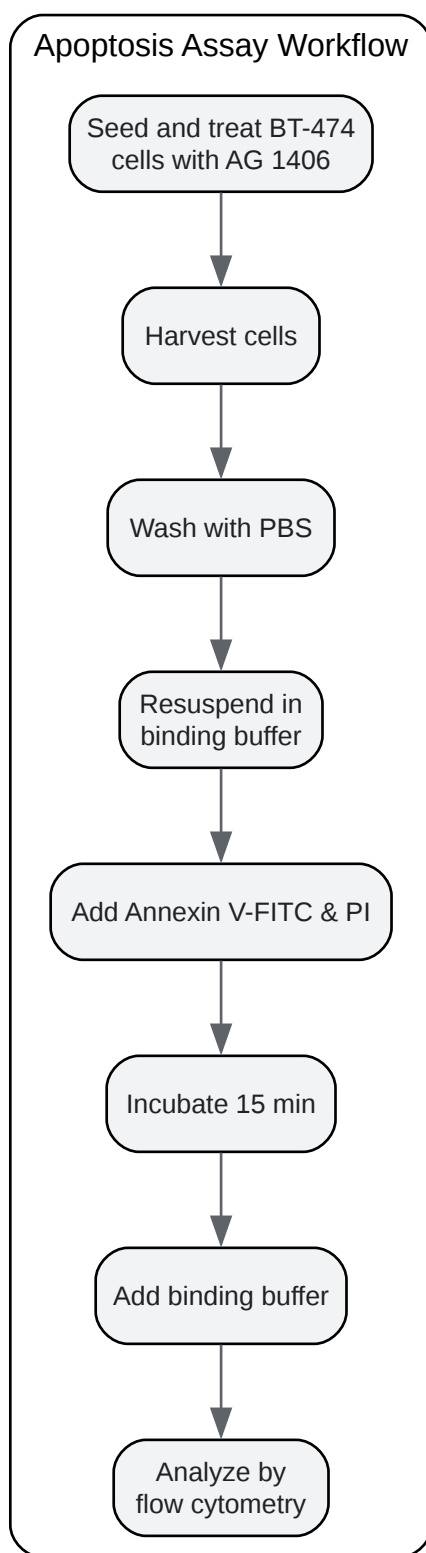 Apoptosis Assay Workflow
Seed and treat BT-474
cells with AG 1406
Harvest cells
Wash with PBS
Resuspend in
binding buffer
Add Annexin V-FITC & PI
Incubate 15 min
Add binding buffer
Analyze by
flow cytometry